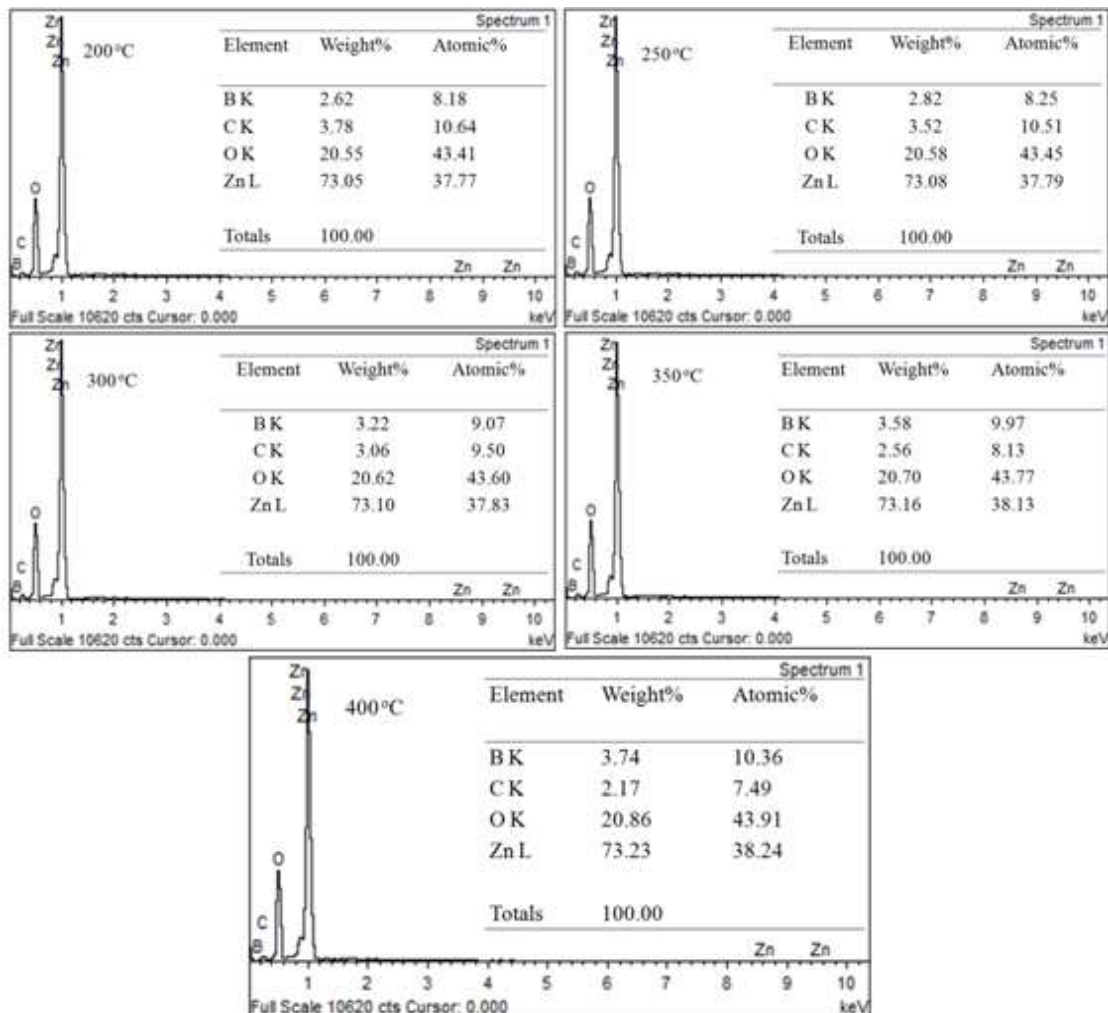 Spectrum 1
Zn
Zn
Zn
200°C
Element Weight% Atomic%
B K 2.62 8.18
C K 3.78 10.64
O K 20.55 43.41
Zn L 73.05 37.77
Totals 100.00
O
C
B
Zn Zn
1 2 3 4 5 6 7 8 9 10
Full Scale 10620 cts Cursor: 0.000 keV
Spectrum 1
Zn
Zn
Zn
250°C
Element Weight% Atomic%
B K 2.82 8.25
C K 3.52 10.51
O K 20.58 43.45
Zn L 73.08 37.79
Totals 100.00
O
C
B
Zn Zn
1 2 3 4 5 6 7 8 9 10
Full Scale 10620 cts Cursor: 0.000 keV
Spectrum 1
Zn
Zn
Zn
300°C
Element Weight% Atomic%
B K 3.22 9.07
C K 3.06 9.50
O K 20.62 43.60
Zn L 73.10 37.83
Totals 100.00
O
C
B
Zn Zn
1 2 3 4 5 6 7 8 9 10
Full Scale 10620 cts Cursor: 0.000 keV
Spectrum 1
Zn
Zn
Zn
350°C
Element Weight% Atomic%
B K 3.58 9.97
C K 2.56 8.13
O K 20.70 43.77
Zn L 73.16 38.13
Totals 100.00
O
C
B
Zn Zn
1 2 3 4 5 6 7 8 9 10
Full Scale 10620 cts Cursor: 0.000 keV
Spectrum 1
Zn
Zn
Zn
400°C
Element Weight% Atomic%
B K 3.74 10.36
C K 2.17 7.49
O K 20.86 43.91
Zn L 73.23 38.24
Totals 100.00
O
C
B
Zn Zn
1 2 3 4 5 6 7 8 9 10
Full Scale 10620 cts Cursor: 0.000 keV